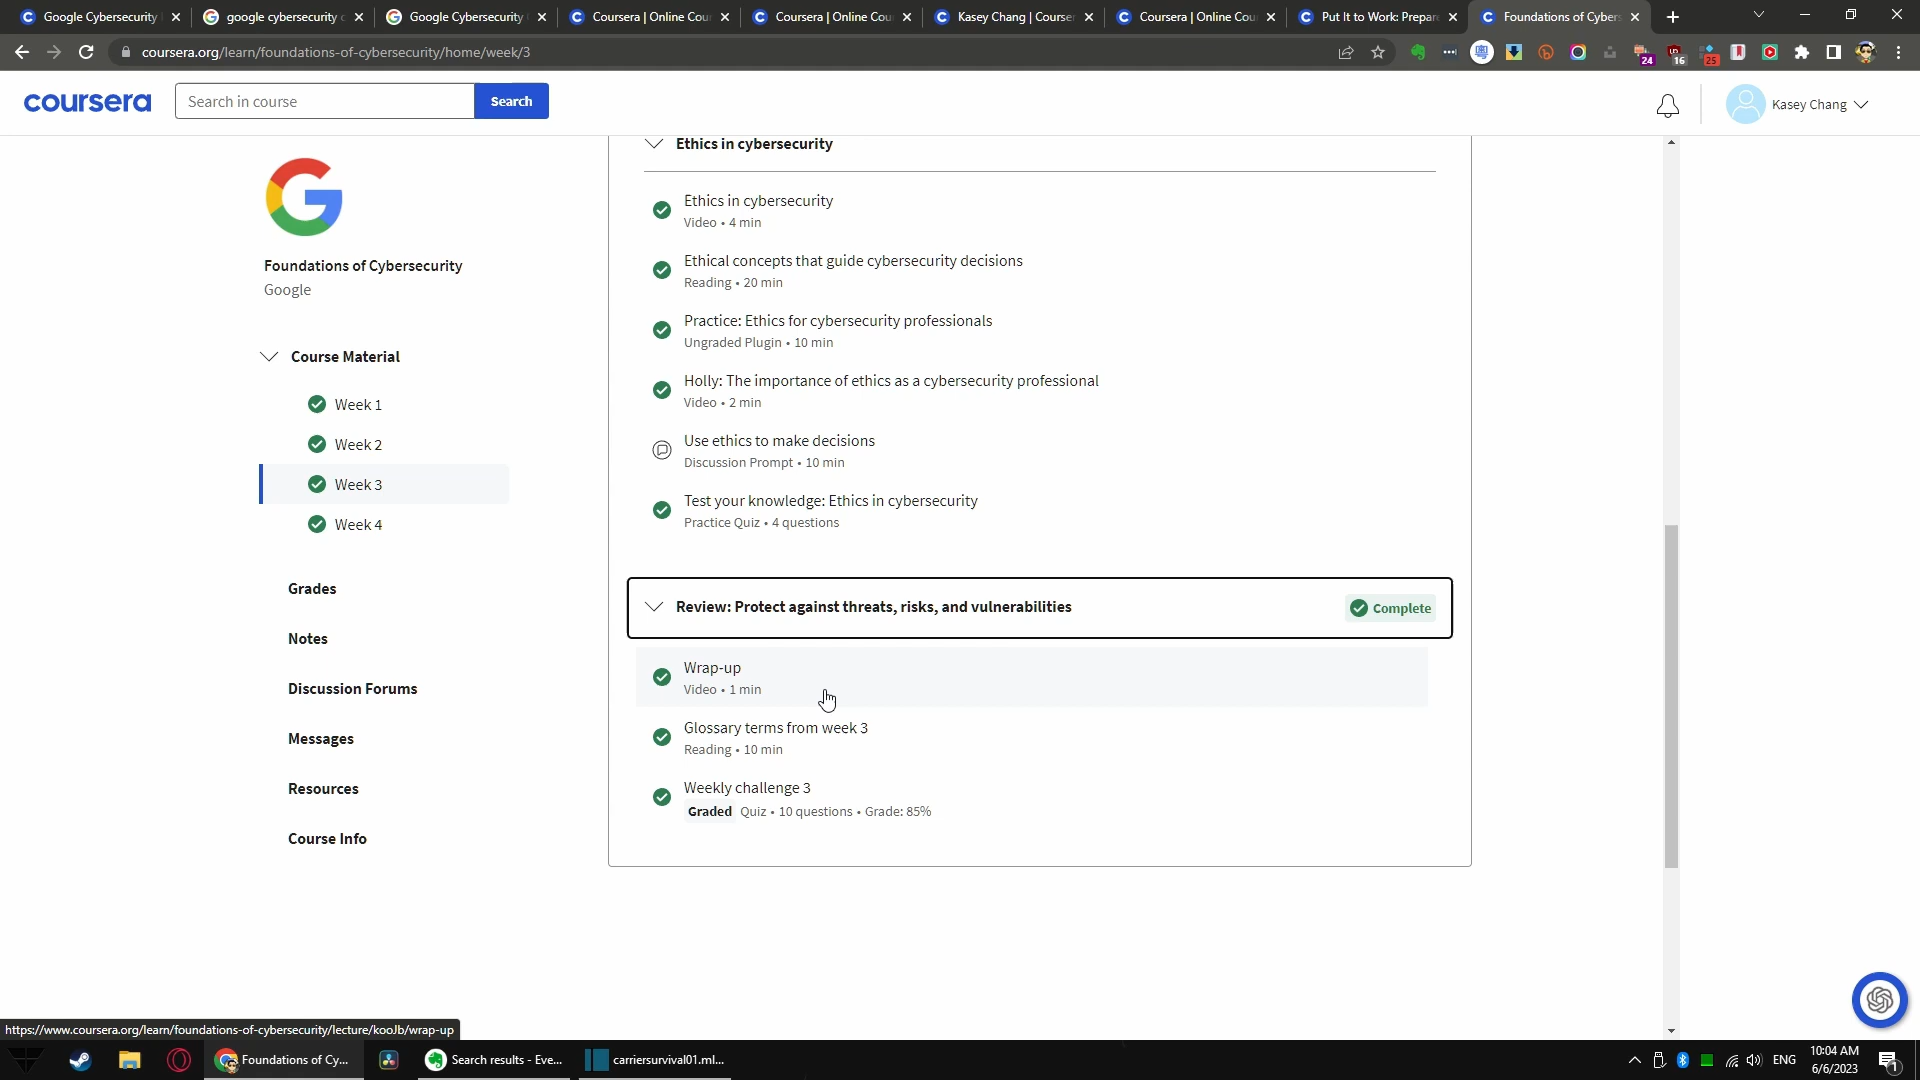 Google Cybersecurity
google cybersecurity c
Google Cybersecurity
Coursera | Online Cou
Coursera | Online Cou
Kasey Chang | Courser
Coursera | Online Cou
Put It to Work: Prepare
Foundations of Cybers
coursera.org/learn/foundations-of-cybersecurity/home/week/3
24
16
25
coursera
Search in course
Search
Kasey Chang
Foundations of Cybersecurity
Google
Course Material
Week 1
Week 2
Week 3
Week 4
Grades
Notes
Discussion Forums
Messages
Resources
Course Info
Ethics in cybersecurity
Ethics in cybersecurity
Video • 4 min
Ethical concepts that guide cybersecurity decisions
Reading • 20 min
Practice: Ethics for cybersecurity professionals
Ungraded Plugin • 10 min
Holly: The importance of ethics as a cybersecurity professional
Video • 2 min
Use ethics to make decisions
Discussion Prompt • 10 min
Test your knowledge: Ethics in cybersecurity
Practice Quiz • 4 questions
Review: Protect against threats, risks, and vulnerabilities
Complete
Wrap-up
Video • 1 min
Glossary terms from week 3
Reading • 10 min
Weekly challenge 3
Graded Quiz • 10 questions • Grade: 85%
https://www.coursera.org/learn/foundations-of-cybersecurity/lecture/kooJb/wrap-up
Foundations of Cy...
Search results - Eve...
carriersurvival01.ml...
ENG
10:04 AM
6/6/2023
1